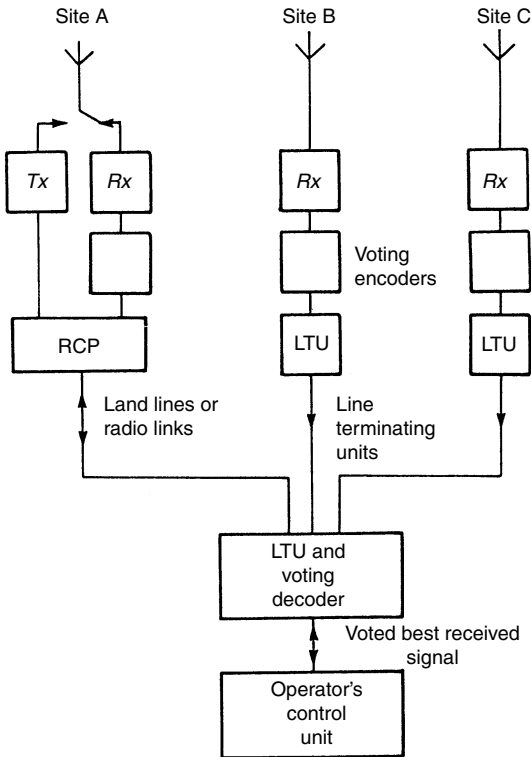 Site A
Site B
Site C
Tx
Rx
Rx
Rx
Voting
encoders
RCP
LTU
LTU
Land lines or
radio links
Line
terminating
units
LTU and
voting
decoder
Voted best received
signal
Operator's
control
unit